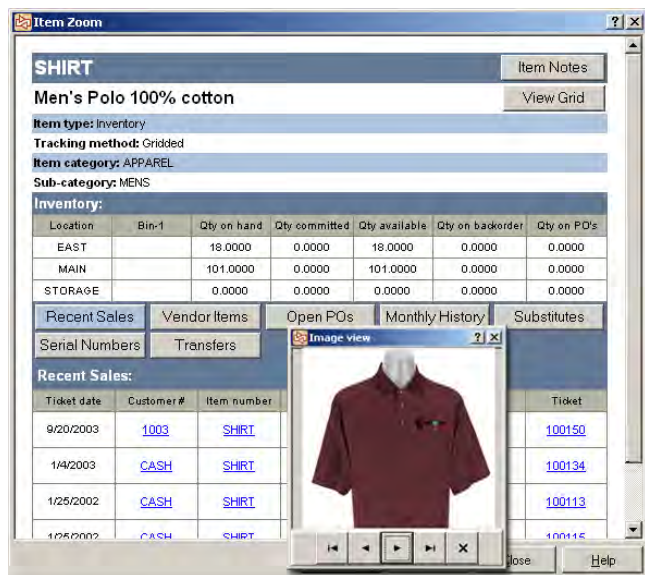 Item Zoom
SHIRT
Item Notes
Men's Polo 100% cotton
View Grid
Item type: Inventory
Tracking method: Gridded
Item category: APPAREL
Sub-category: MENS
Inventory:
Location Bin-1 Qty on hand Qty committed Qty available Qty on backorder Qty on PO's
EAST 18.0000 0.0000 18.0000 0.0000 0.0000
MAIN 101.0000 0.0000 101.0000 0.0000 0.0000
STORAGE 0.0000 0.0000 0.0000 0.0000 0.0000
Recent Sales Vendor Items Open POs Monthly History Substitutes
Serial Numbers Transfers
Image view
Recent Sales:
Ticket date Customer # Item number Ticket
9/20/2003 1003 SHIRT 100150
1/4/2003 CASH SHIRT 100134
1/25/2002 CASH SHIRT 100113
1/25/2002 CASH SHIRT 100115
Close Help